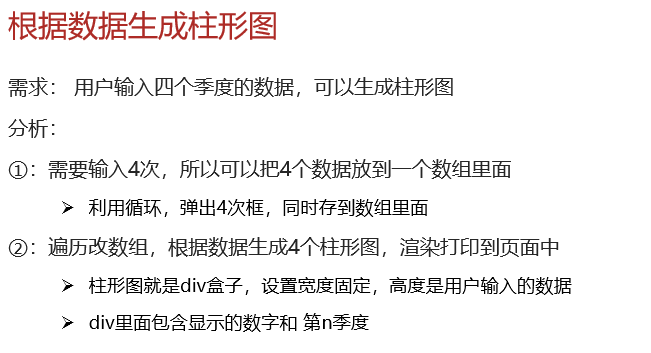 根据数据生成柱形图
需求： 用户输入四个季度的数据，可以生成柱形图
分析：
①：需要输入4次，所以可以把4个数据放到一个数组里面
➢ 利用循环，弹出4次框，同时存到数组里面
②：遍历改数组，根据数据生成4个柱形图，渲染打印到页面中
➢ 柱形图就是div盒子，设置宽度固定，高度是用户输入的数据
➢ div里面包含显示的数字和 第n季度